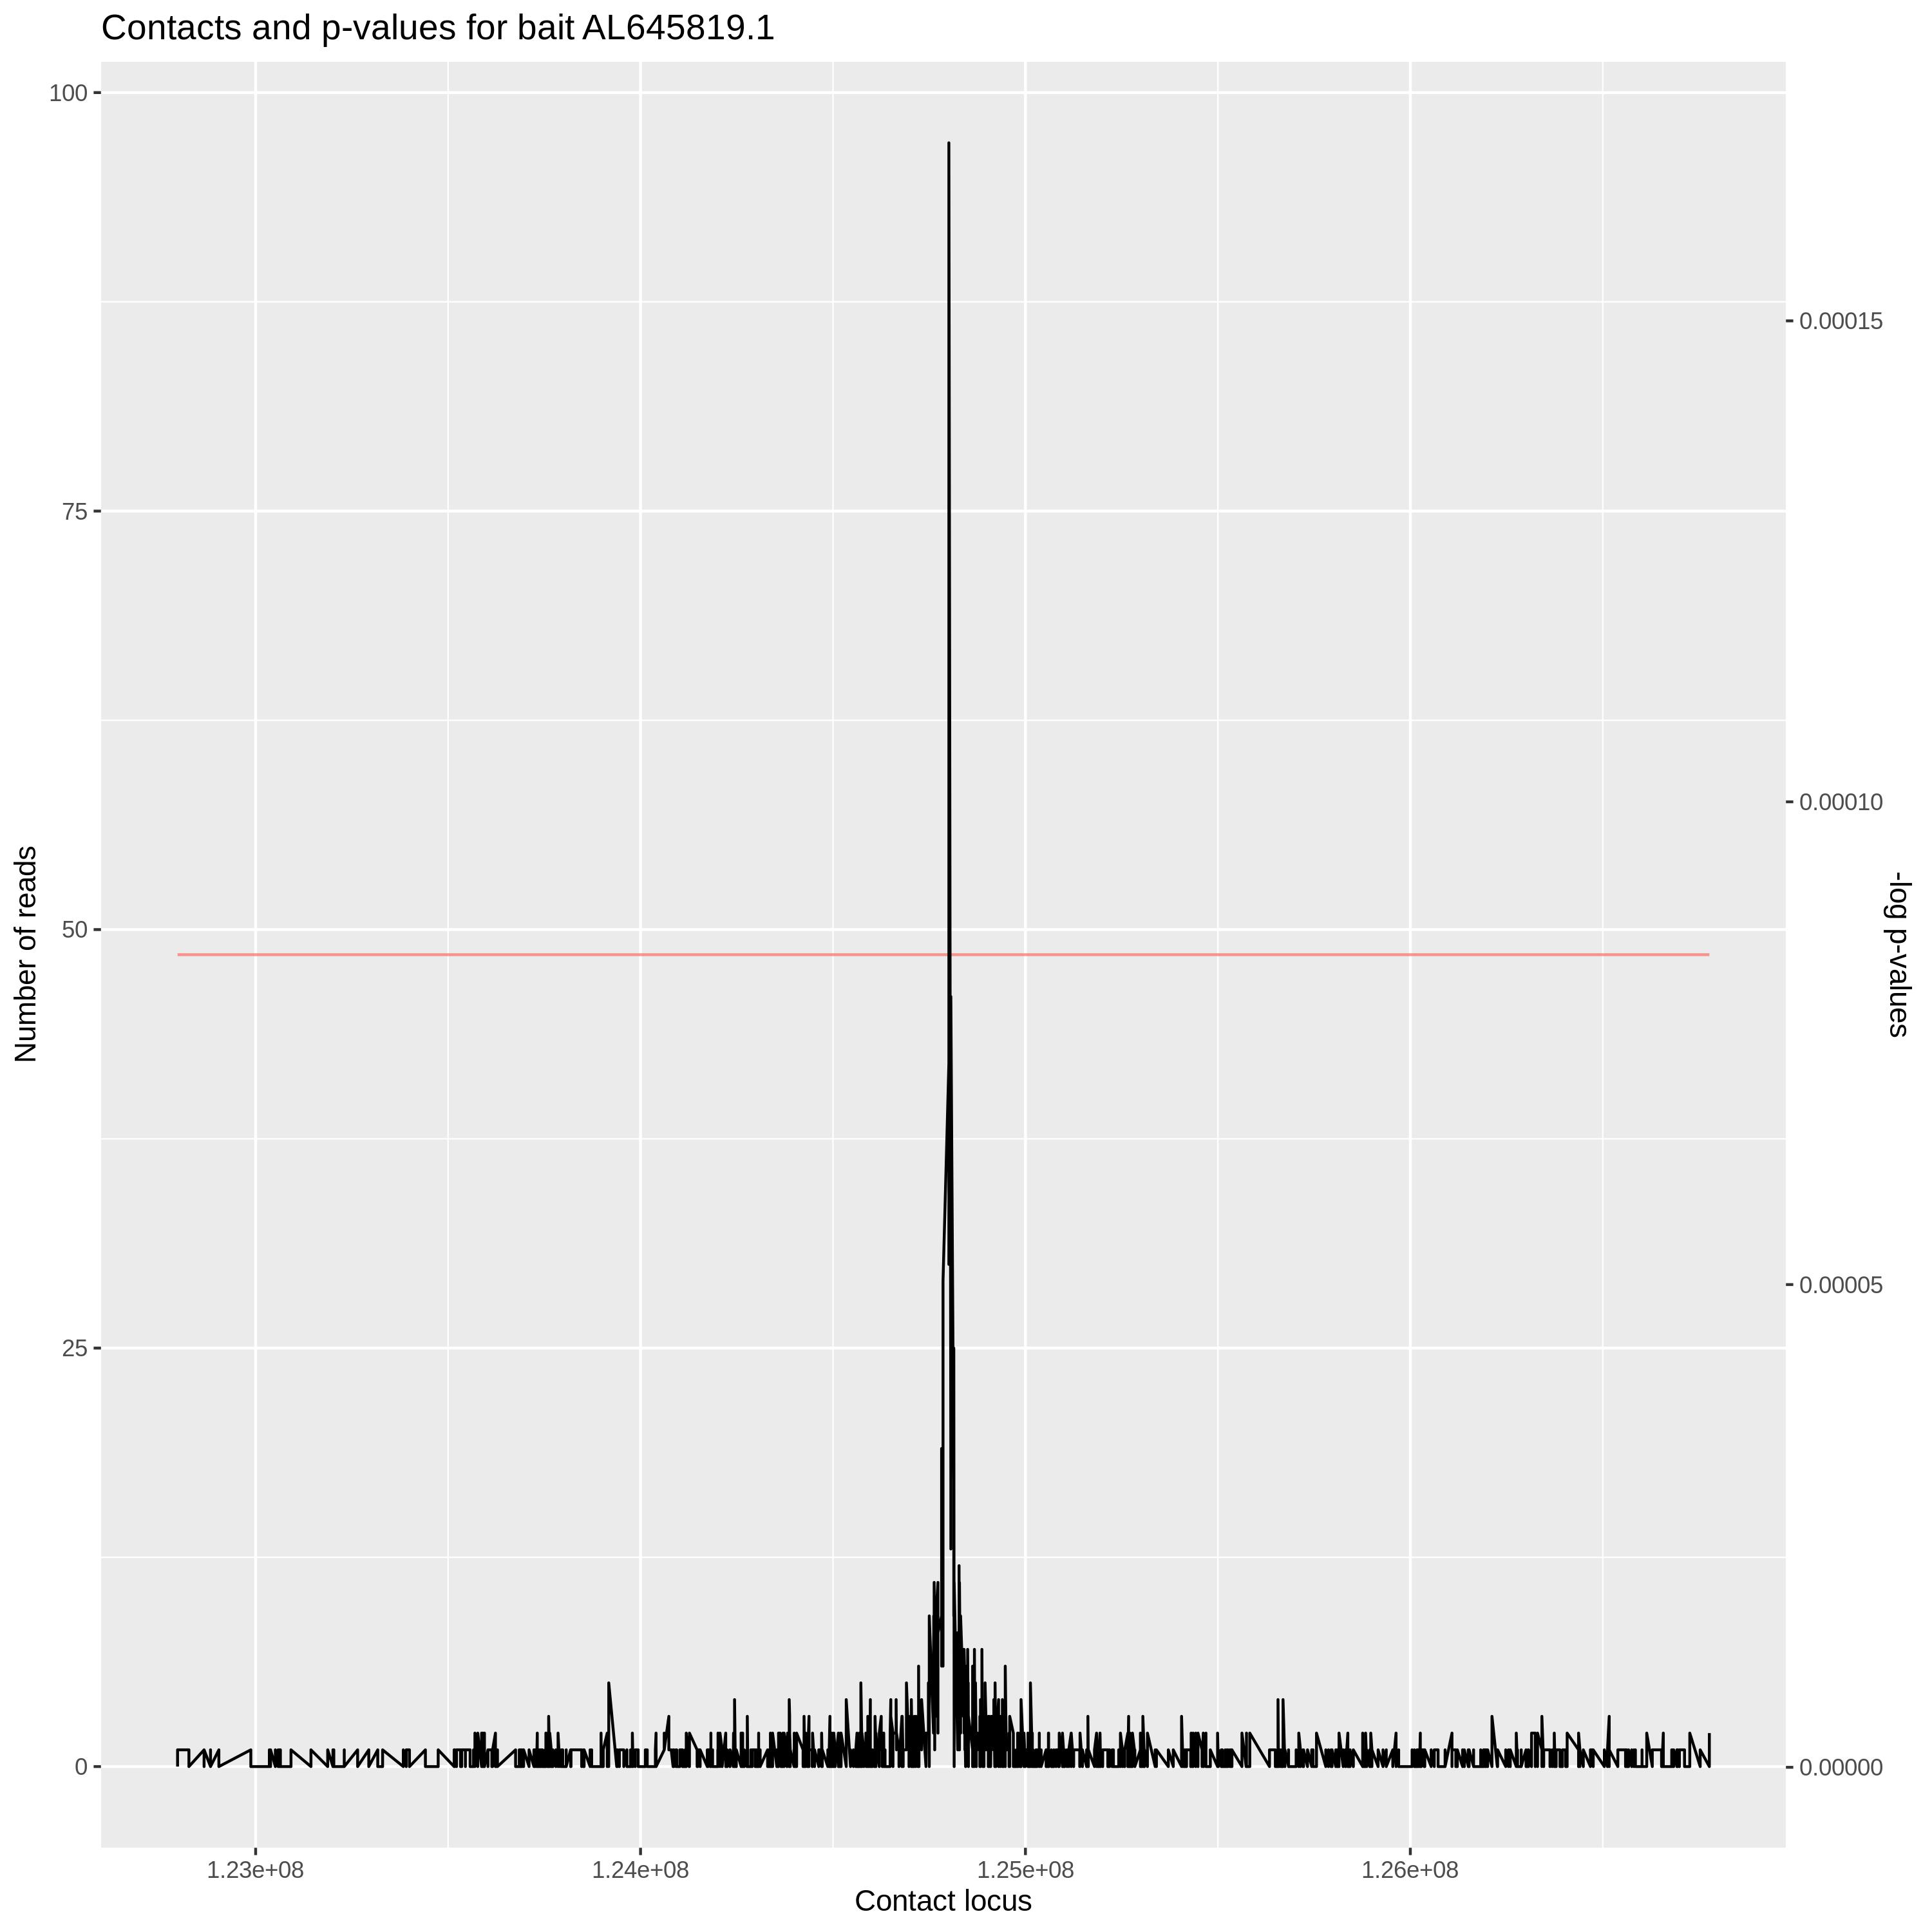 Contacts and p-values for bait AL645819.1
100
75
50
25
0
Number of reads
0.00015
0.00010
0.00005
0.00000
-log p-values
1.23e+08
1.24e+08
1.25e+08
1.26e+08
Contact locus